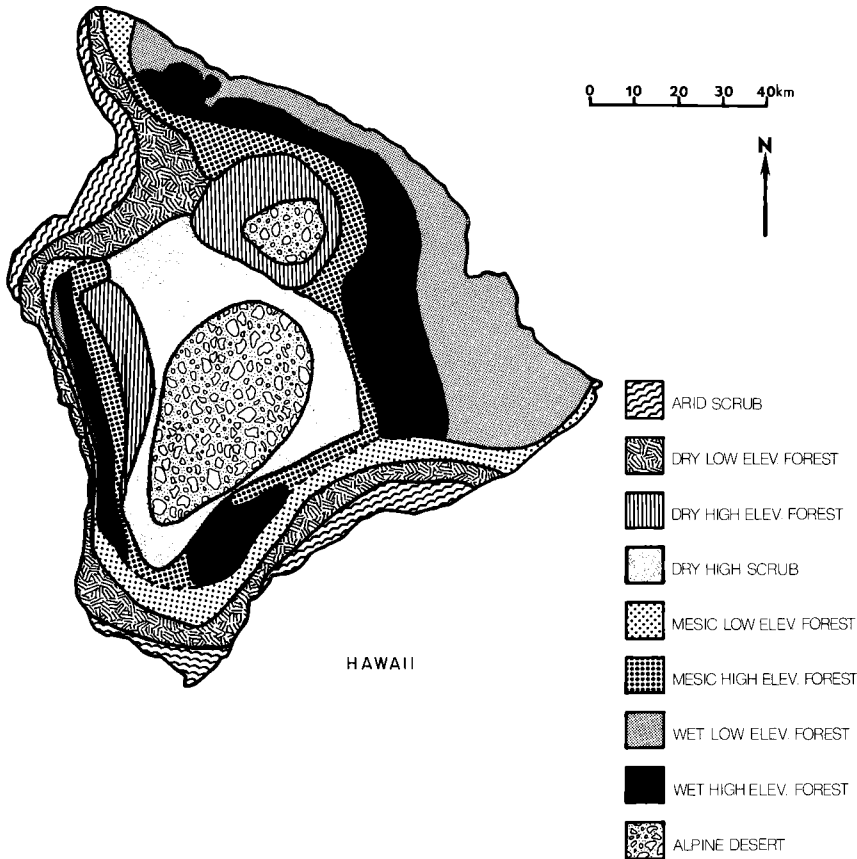 0 10 20 30 40km
N
ARID SCRUB
DRY LOW ELEV. FOREST
DRY HIGH ELEV. FOREST
DRY HIGH SCRUB
MESIC LOW ELEV. FOREST
HAWAII
MESIC HIGH ELEV. FOREST
WET LOW ELEV. FOREST
WET HIGH ELEV. FOREST
ALPINE DESERT